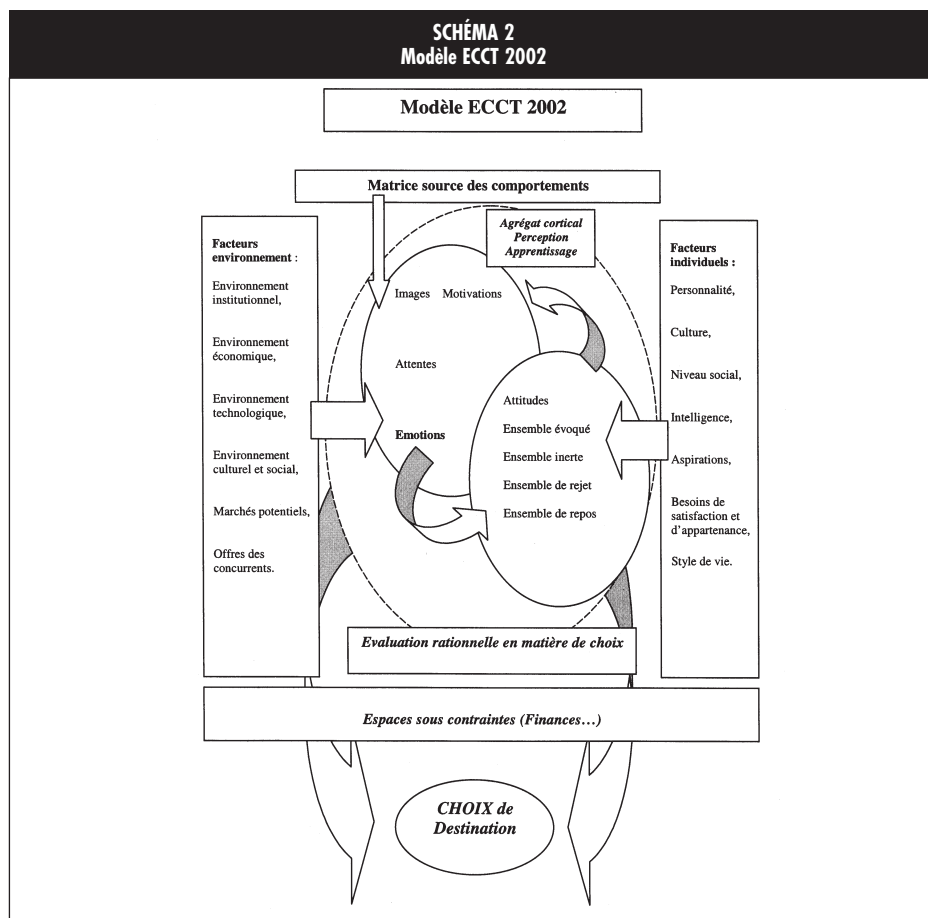 SCHÉMA 2
Modèle ECCT 2002
Modèle ECCT 2002
Matrice source des comportements
Agrégat cortical
Perception
Apprentissage
Facteurs
environnement :
Environnement
institutionnel,
Environnement
économique,
Environnement
technologique,
Environnement
culturel et social,
Marchés potentiels,
Offres des
concurrents.
Images Motivations
Attentes
Emotions
Attitudes
Ensemble évoqué
Ensemble inerte
Ensemble de rejet
Ensemble de repos
Facteurs
individuels :
Personnalité,
Culture,
Niveau social,
Intelligence,
Aspirations,
Besoins de
satisfaction et
d'appartenance,
Style de vie.
Evaluation rationnelle en matière de choix
Espaces sous contraintes (Finances…)
CHOIX de
Destination